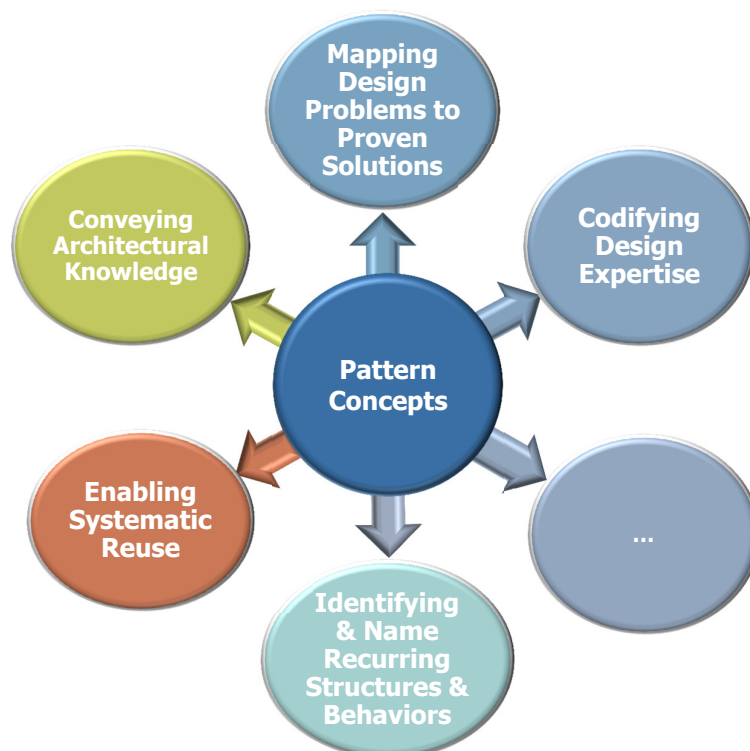 Mapping
Design
Problems to
Proven
Solutions
Conveying
Architectural
Knowledge
Codifying
Design
Expertise
Pattern
Concepts
Enabling
Systematic
Reuse
...
Identifying
& Name
Recurring
Structures &
Behaviors